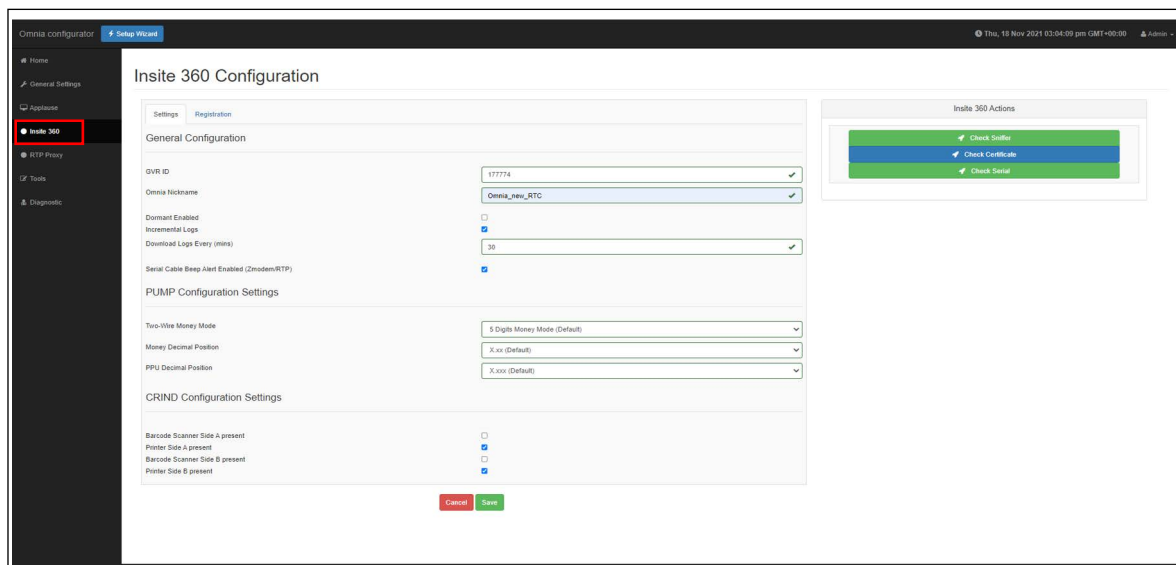 Omnia configurator Setup Wizard Thu, 18 Nov 2021 03:04:09 pm GMT+00:00 Admin
Home
General Settings
Applause
Insite 360
RTP Proxy
Tools
Diagnostic
Insite 360 Configuration
Settings Registration
General Configuration
GVR ID 177774
Omnia Nickname Omnia_new_RTC
Dormant Enabled
Incremental Logs
Download Logs Every (mins) 30
Serial Cable Beep Alert Enabled (Zmodem/RTP)
PUMP Configuration Settings
Two-Wire Money Mode 5 Digits Money Mode (Default)
Money Decimal Position X.xx (Default)
PPU Decimal Position X.xxx (Default)
CRIND Configuration Settings
Barcode Scanner Side A present
Printer Side A present
Barcode Scanner Side B present
Printer Side B present
Cancel Save
Insite 360 Actions
Check Sniffer
Check Certificate
Check Serial